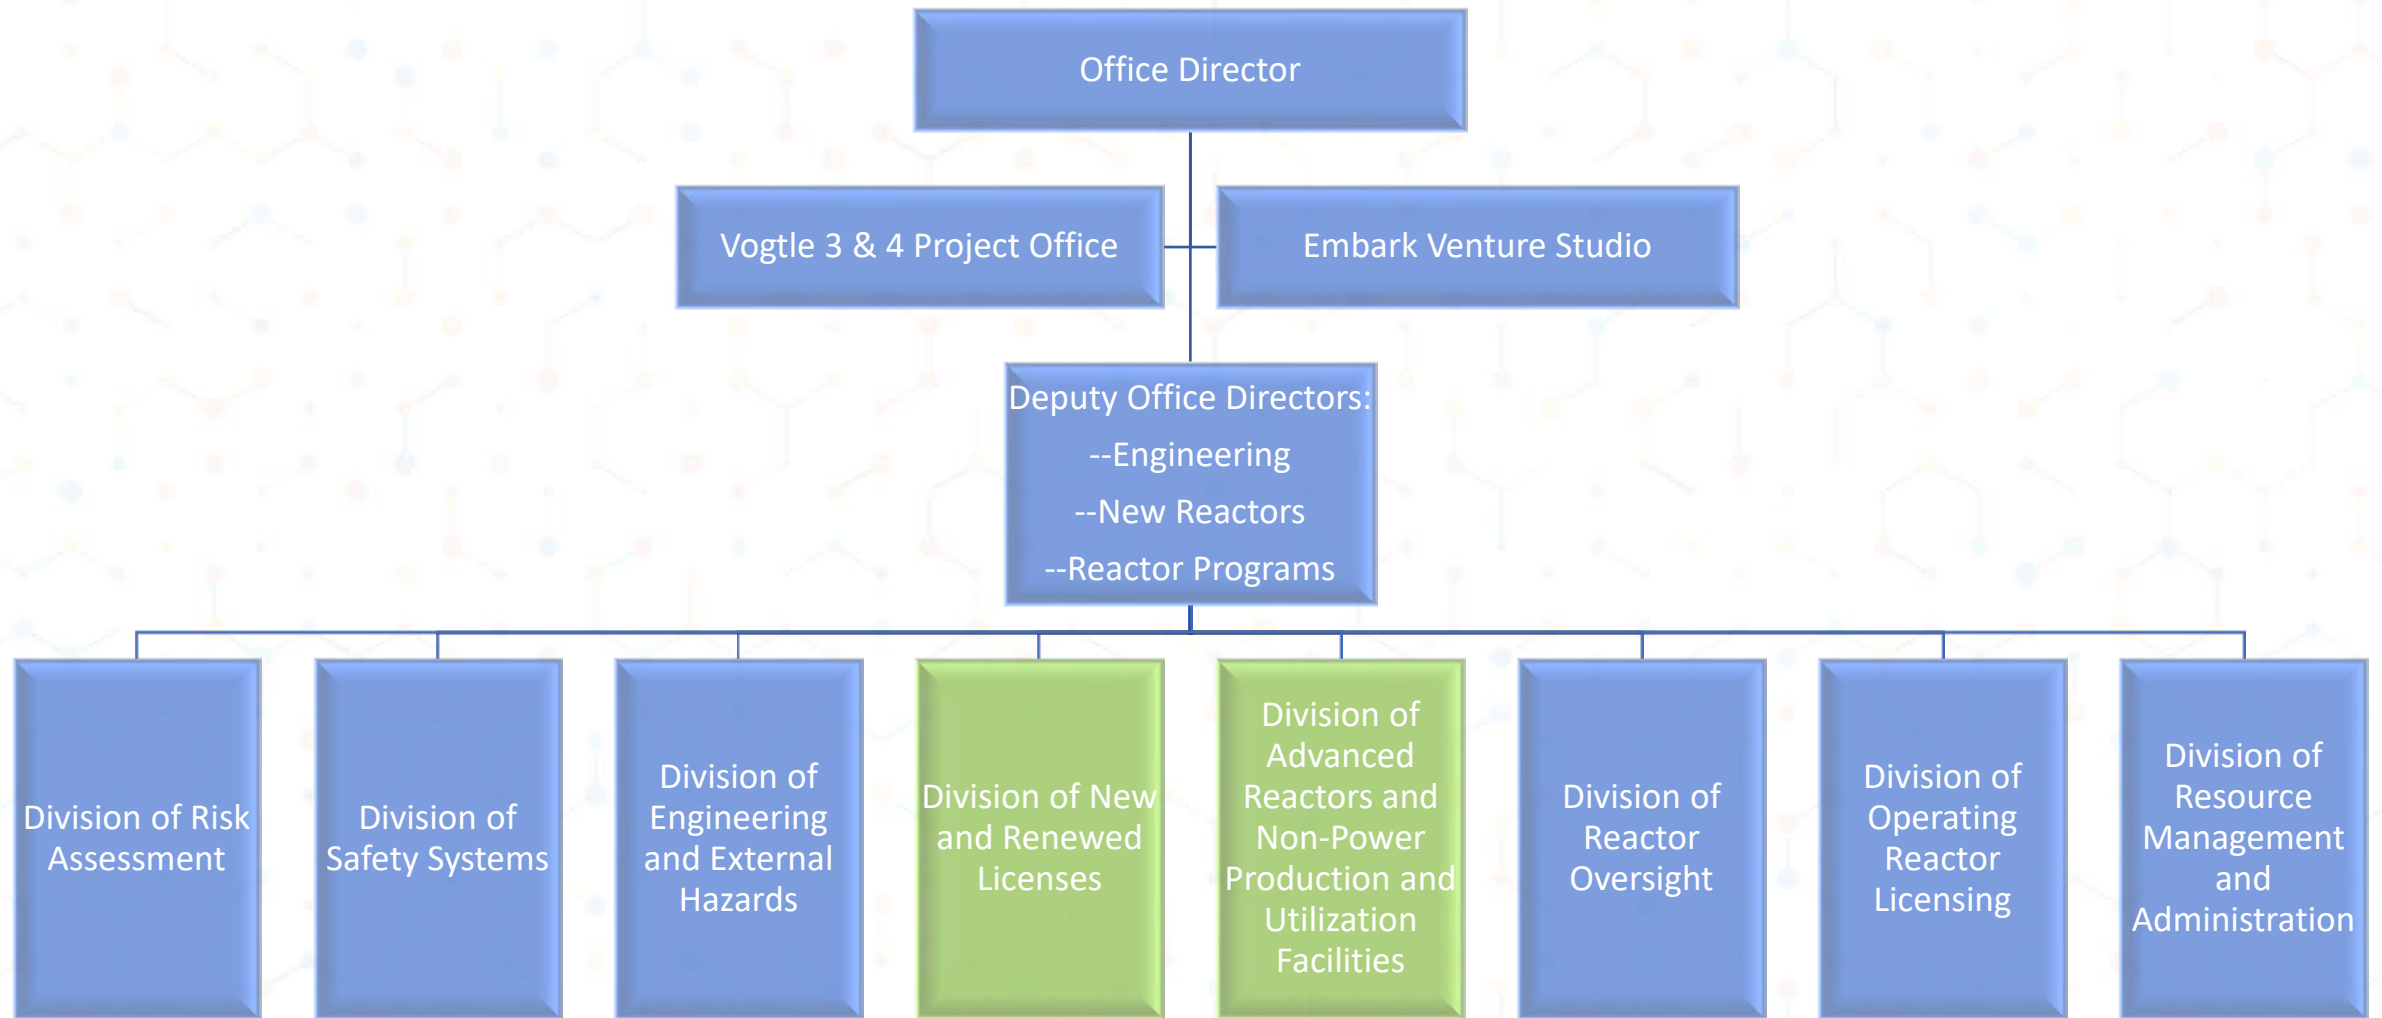 Office Director
Vogtle 3 & 4 Project Office
Embark Venture Studio
Deputy Office Directors:
--Engineering
--New Reactors
--Reactor Programs
Division of Risk
Assessment
Division of
Safety Systems
Division of
Engineering
and External
Hazards
Division of New
and Renewed
Licenses
Division of
Advanced
Reactors and
Non-Power
Production and
Utilization
Facilities
Division of
Reactor
Oversight
Division of
Operating
Reactor
Licensing
Division of
Resource
Management
and
Administration